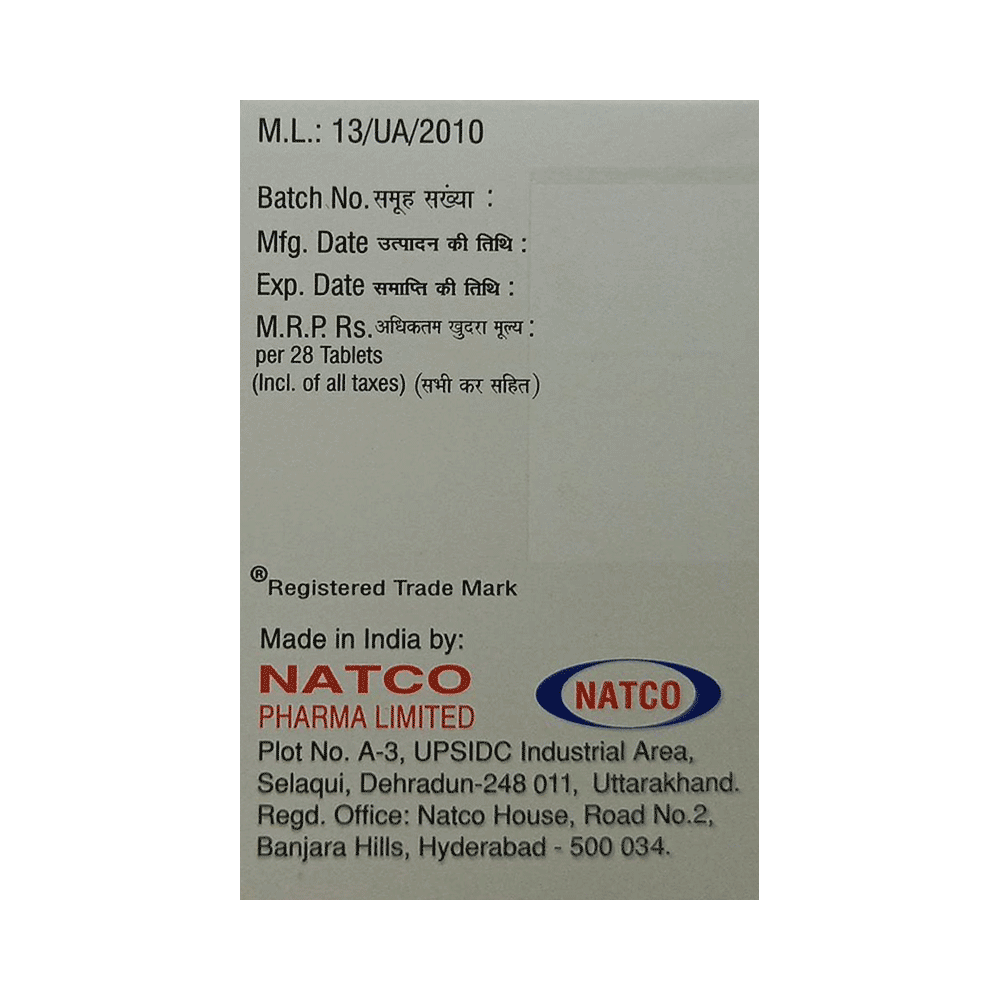 M.L.: 13/UA/2010
Batch No. समूह सख्या :
Mfg. Date उत्पादन की तिथि :
Exp. Date समाप्ति की तिथि :
M.R.P. Rs. अधिकतम खुदरा मूल्य :
per 28 Tablets
(Incl. of all taxes) (सभी कर सहित)
®Registered Trade Mark
Made in India by:
NATCO
PHARMA LIMITED
NATCO
Plot No. A-3, UPSIDC Industrial Area,
Selaqui, Dehradun-248 011, Uttarakhand.
Regd. Office: Natco House, Road No.2,
Banjara Hills, Hyderabad - 500 034.